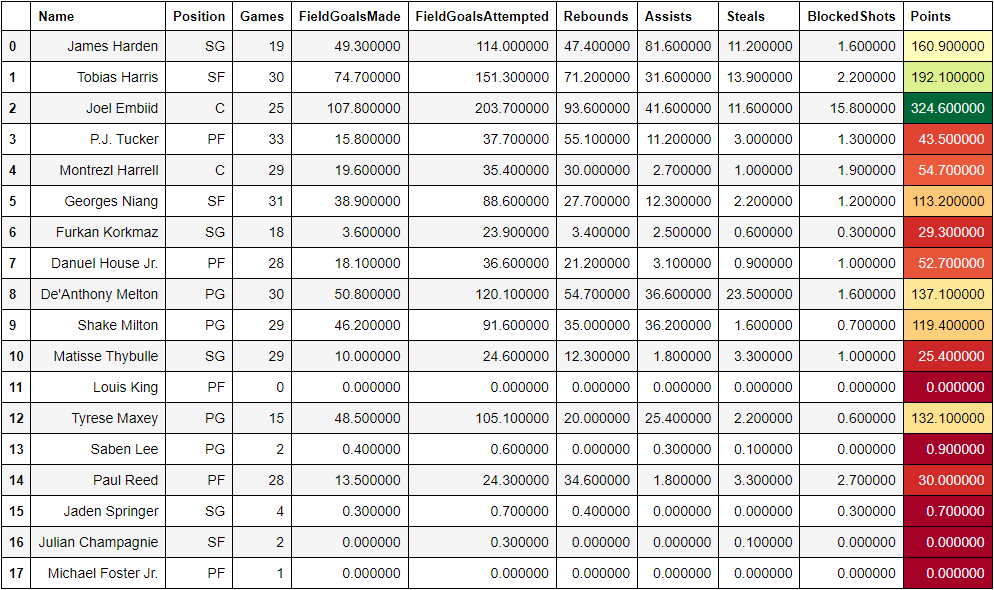 Name Position Games FieldGoalsMade FieldGoalsAttempted Rebounds Assists Steals BlockedShots Points
0 James Harden SG 19 49.300000 114.000000 47.400000 81.600000 11.200000 1.600000 160.900000
1 Tobias Harris SF 30 74.700000 151.300000 71.200000 31.600000 13.900000 2.200000 192.100000
2 Joel Embiid C 25 107.800000 203.700000 93.600000 41.600000 11.600000 15.800000 324.600000
3 P.J. Tucker PF 33 15.800000 37.700000 55.100000 11.200000 3.000000 1.300000 43.500000
4 Montrezl Harrell C 29 19.600000 35.400000 30.000000 2.700000 1.000000 1.900000 54.700000
5 Georges Niang SF 31 38.900000 88.600000 27.700000 12.300000 2.200000 1.200000 113.200000
6 Furkan Korkmaz SG 18 3.600000 23.900000 3.400000 2.500000 0.600000 0.300000 29.300000
7 Danuel House Jr. PF 28 18.100000 36.600000 21.200000 3.100000 0.900000 1.000000 52.700000
8 De'Anthony Melton PG 30 50.800000 120.100000 54.700000 36.600000 23.500000 1.600000 137.100000
9 Shake Milton PG 29 46.200000 91.600000 35.000000 36.200000 1.600000 0.700000 119.400000
10 Matisse Thybulle SG 29 10.000000 24.600000 12.300000 1.800000 3.300000 1.000000 25.400000
11 Louis King PF 0 0.000000 0.000000 0.000000 0.000000 0.000000 0.000000 0.000000
12 Tyrese Maxey PG 15 48.500000 105.100000 20.000000 25.400000 2.200000 0.600000 132.100000
13 Saben Lee PG 2 0.400000 0.600000 0.000000 0.300000 0.100000 0.000000 0.900000
14 Paul Reed PF 28 13.500000 24.300000 34.600000 1.800000 3.300000 2.700000 30.000000
15 Jaden Springer SG 4 0.300000 0.700000 0.400000 0.000000 0.000000 0.300000 0.700000
16 Julian Champagnie SF 2 0.000000 0.300000 0.000000 0.000000 0.100000 0.000000 0.000000
17 Michael Foster Jr. PF 1 0.000000 0.000000 0.000000 0.000000 0.000000 0.000000 0.000000